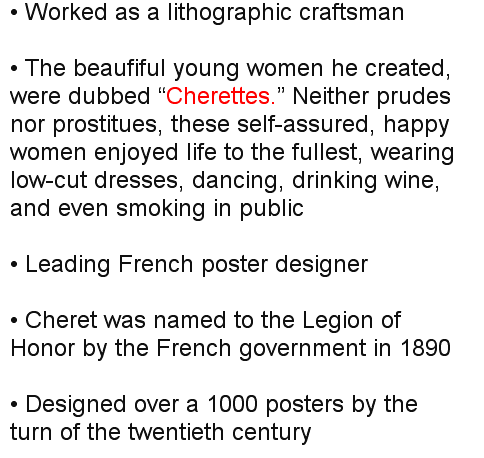 • Worked as a lithographic craftsman
• The beaufiful young women he created,
were dubbed “Cherettes.” Neither prudes
nor prostitues, these self-assured, happy
women enjoyed life to the fullest, wearing
low-cut dresses, dancing, drinking wine,
and even smoking in public
• Leading French poster designer
• Cheret was named to the Legion of
Honor by the French government in 1890
• Designed over a 1000 posters by the
turn of the twentieth century